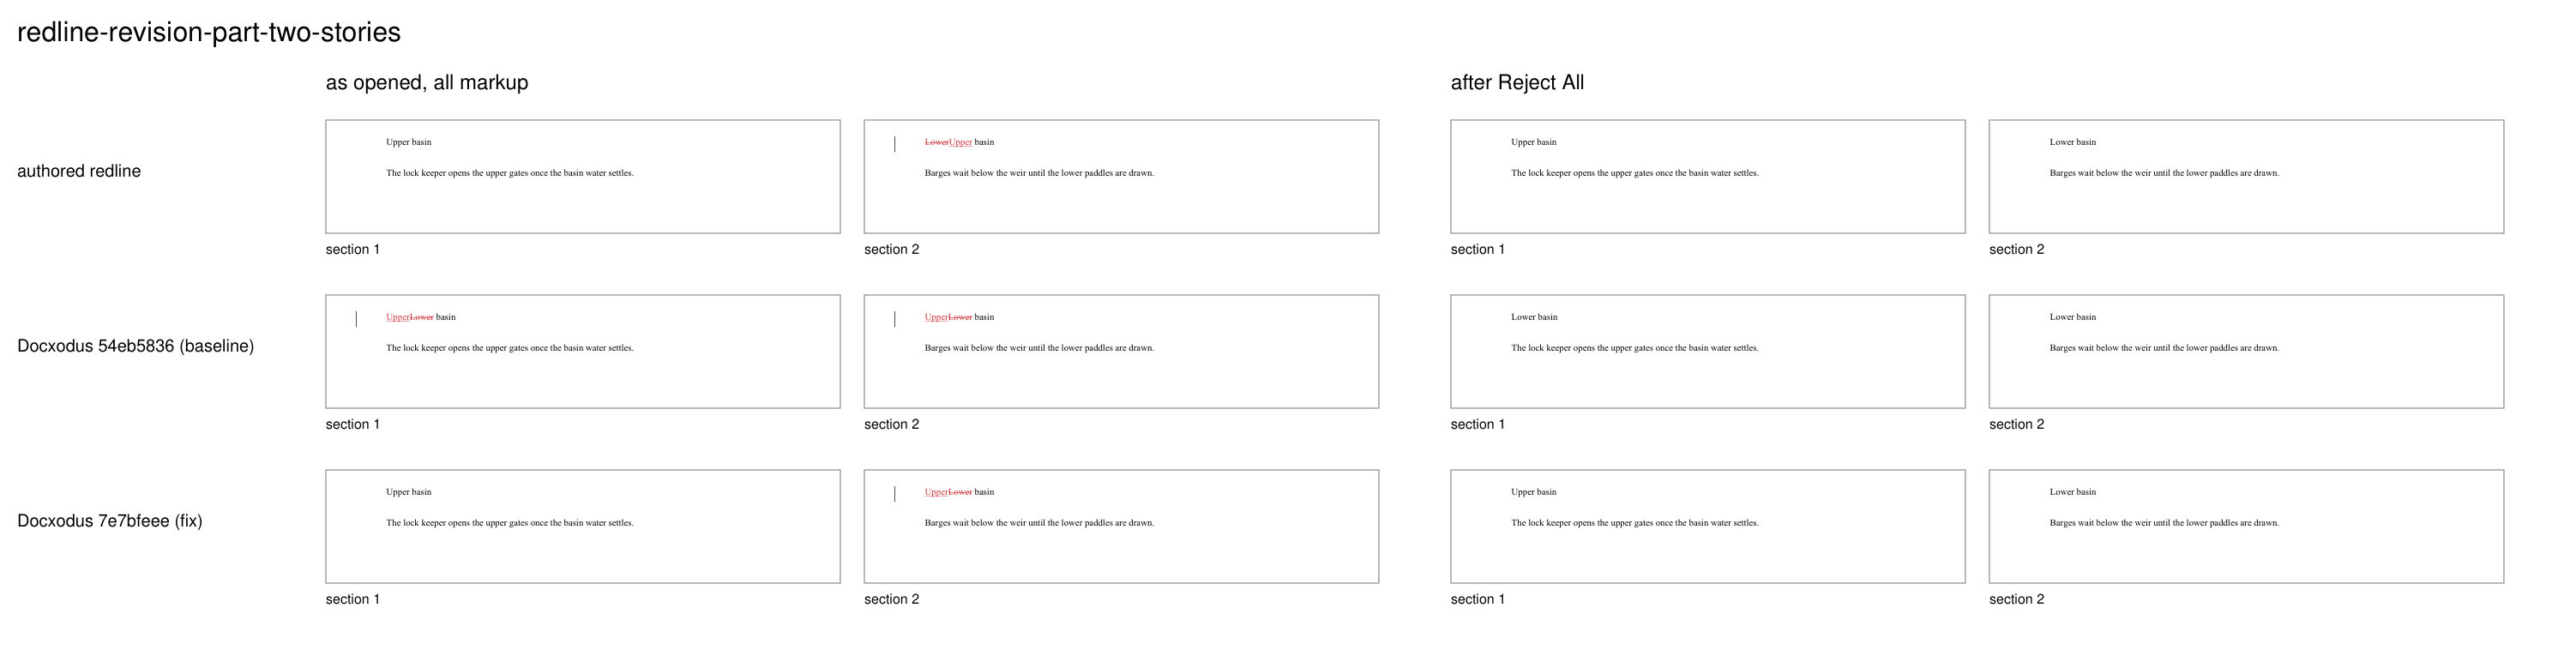 redline-revision-part-two-stories
as opened, all markup
after Reject All
authored redline
Upper basin
The lock keeper opens the upper gates once the basin water settles.
section 1
LowerUpper basin
Barges wait below the weir until the lower paddles are drawn.
section 2
Upper basin
The lock keeper opens the upper gates once the basin water settles.
section 1
Lower basin
Barges wait below the weir until the lower paddles are drawn.
section 2
Docxodus 54eb5836 (baseline)
UpperLower basin
The lock keeper opens the upper gates once the basin water settles.
section 1
UpperLower basin
Barges wait below the weir until the lower paddles are drawn.
section 2
Lower basin
The lock keeper opens the upper gates once the basin water settles.
section 1
Lower basin
Barges wait below the weir until the lower paddles are drawn.
section 2
Docxodus 7e7bfeee (fix)
Upper basin
The lock keeper opens the upper gates once the basin water settles.
section 1
UpperLower basin
Barges wait below the weir until the lower paddles are drawn.
section 2
Upper basin
The lock keeper opens the upper gates once the basin water settles.
section 1
Lower basin
Barges wait below the weir until the lower paddles are drawn.
section 2